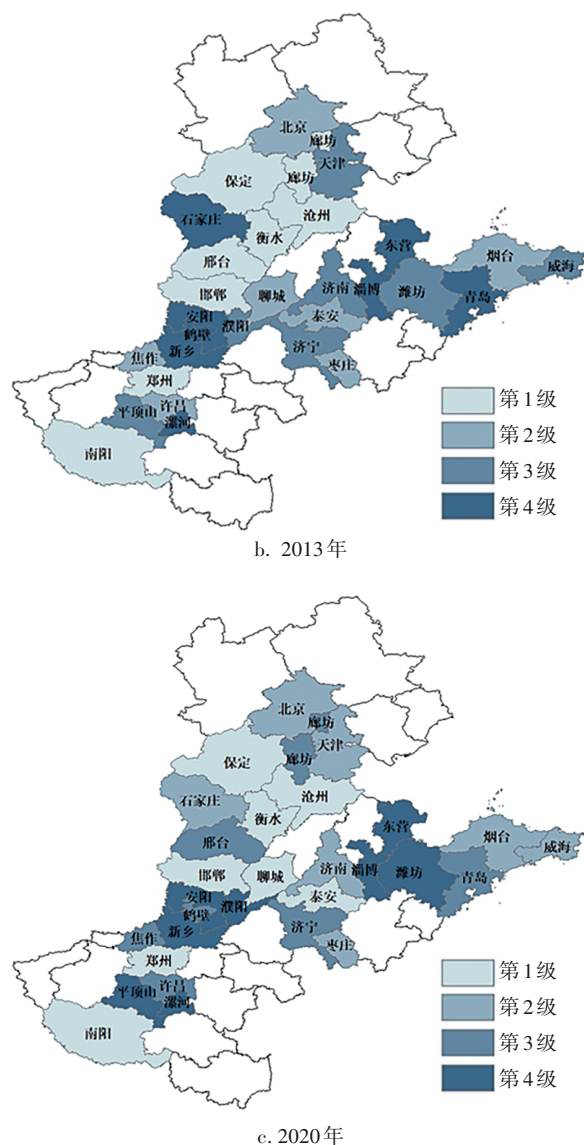 北京
廊坊
天津
廊坊
保定
沧州
石家庄
衡水
东营
邢台
烟台
威海
济南
淄博
潍坊
青岛
邯郸
聊城
泰安
安阳
鹤壁
濮阳
济宁
新乡
焦作
枣庄
郑州
许昌
平顶山
漯河
南阳
第1级
第2级
第3级
第4级
b. 2013年
北京
廊坊
天津
廊坊
保定
沧州
石家庄
衡水
东营
邢台
烟台
威海
济南
淄博
潍坊
青岛
邯郸
聊城
泰安
安阳
濮阳
鹤壁
济宁
新乡
焦作
枣庄
郑州
平顶山
许昌
漯河
南阳
第1级
第2级
第3级
第4级
c. 2020年